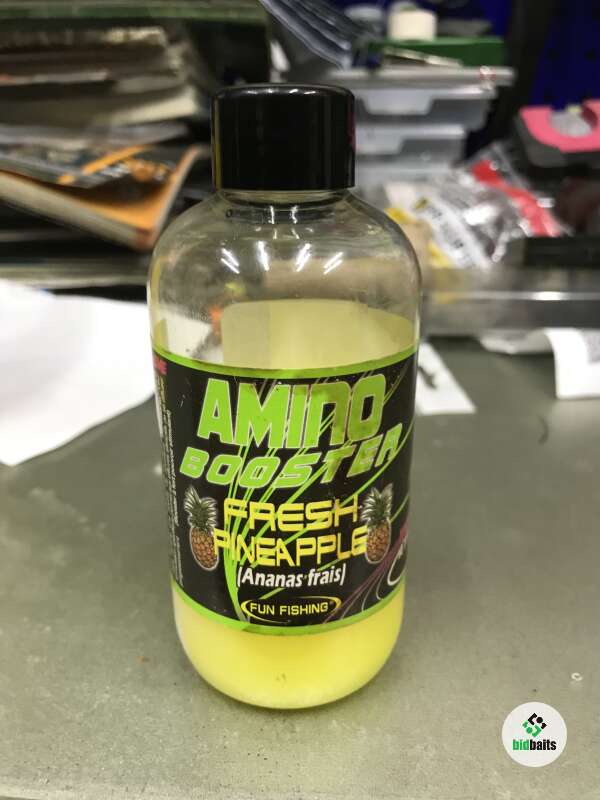 AMINO
BOOSTER
FRESH
PINEAPPLE
(Ananas frais)
FUN FISHING
bidbaits